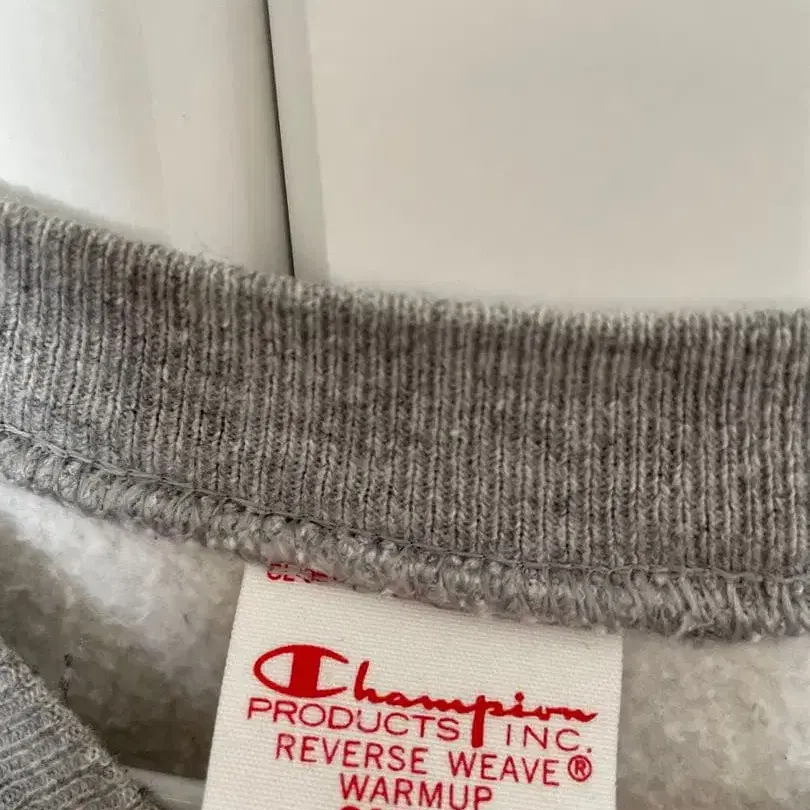 Champion
PRODUCTS INC.
REVERSE WEAVE®
WARMUP